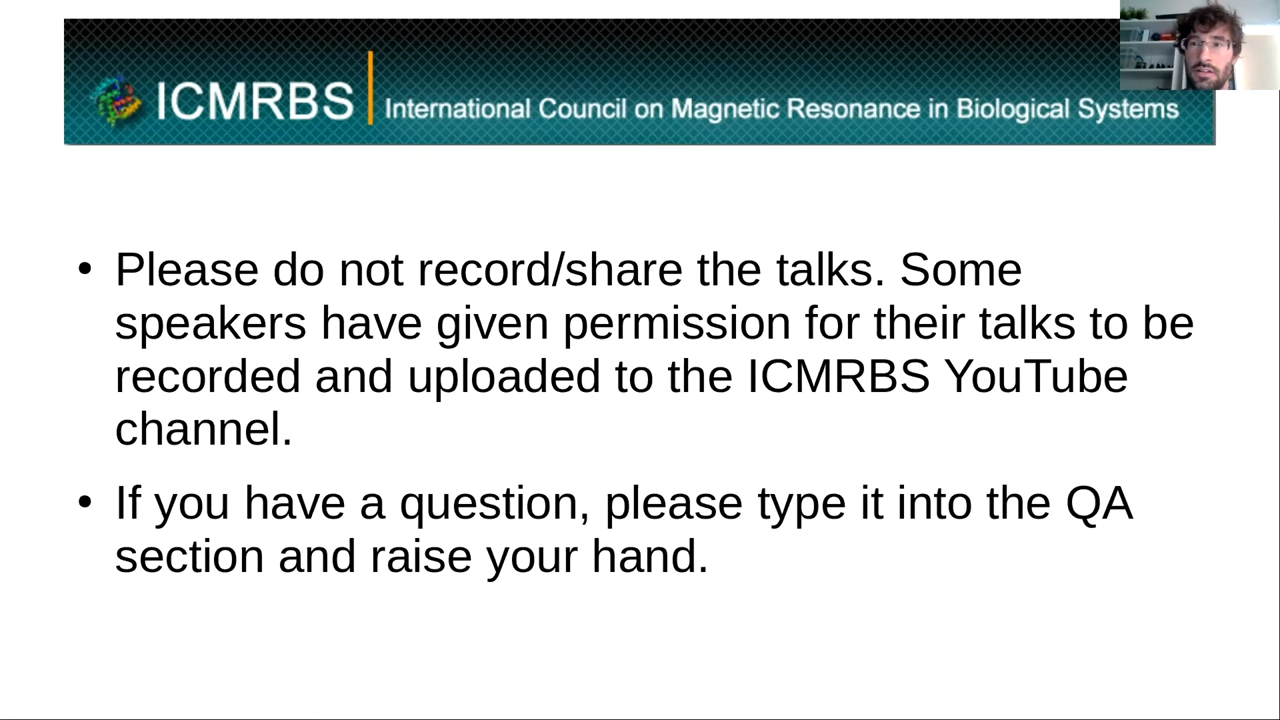 ICMRBS International Council on Magnetic Resonance in Biological Systems
• Please do not record/share the talks. Some
speakers have given permission for their talks to be
recorded and uploaded to the ICMRBS YouTube
channel.
• If you have a question, please type it into the QA
section and raise your hand.